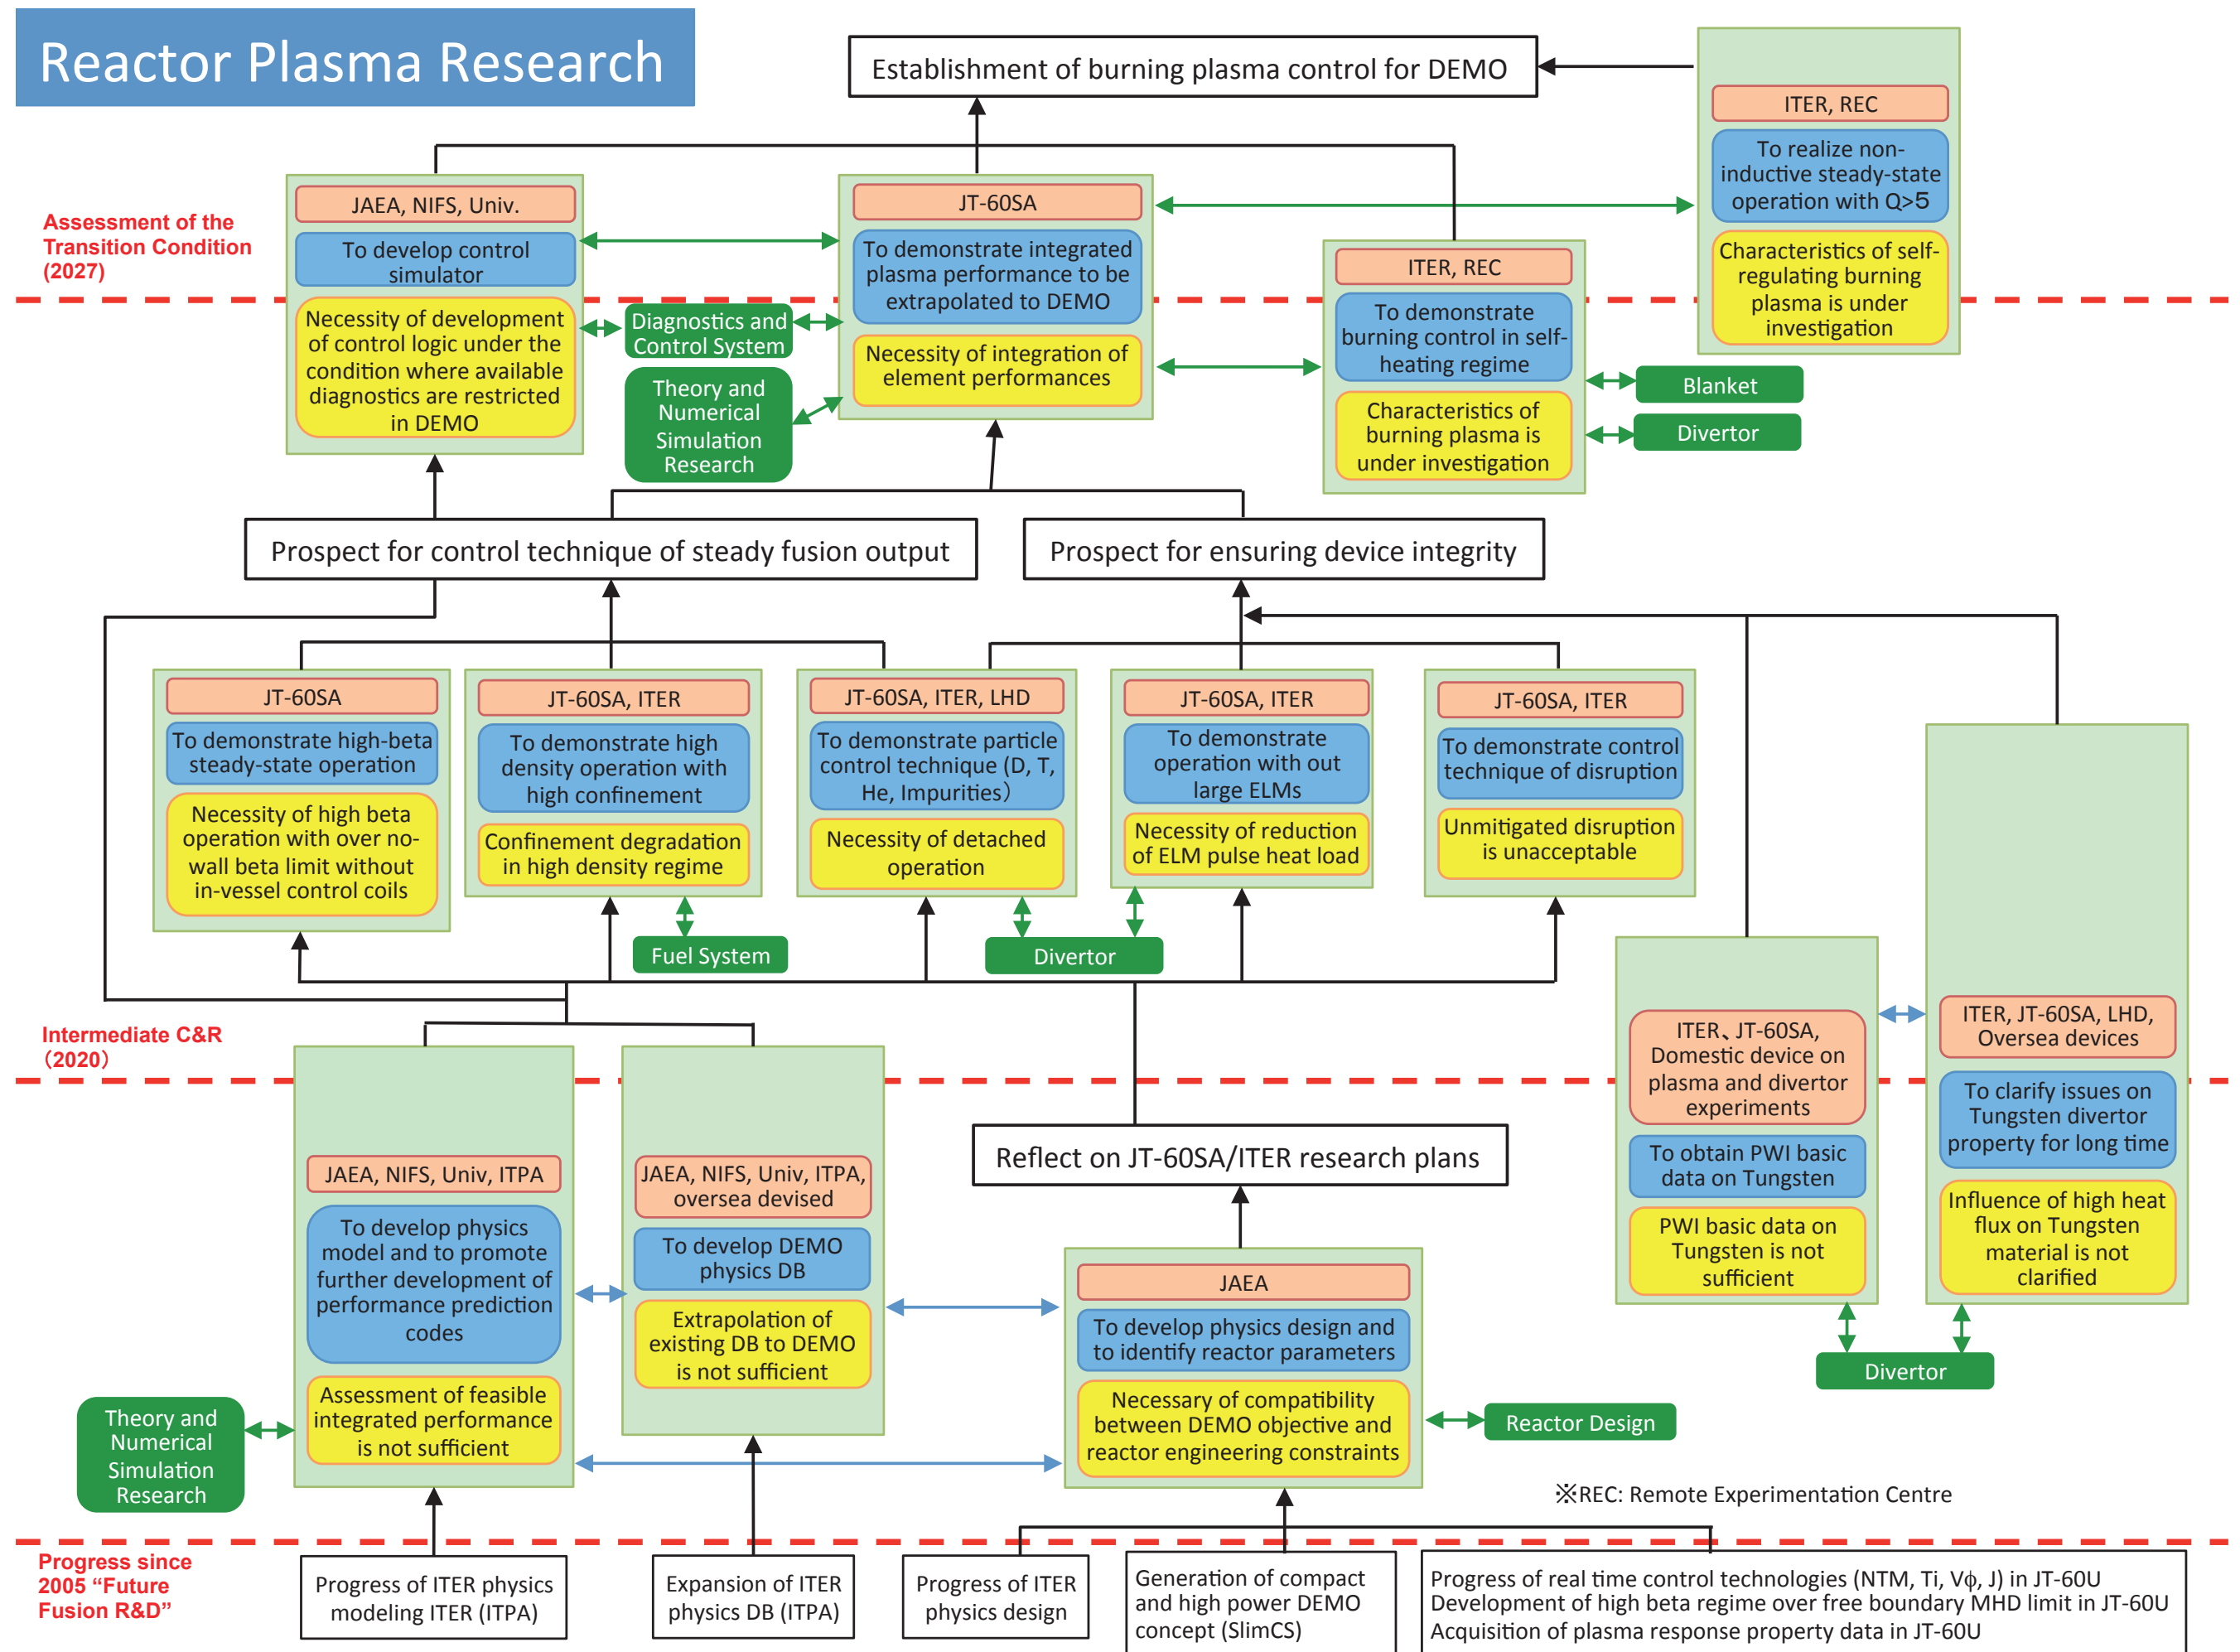 Reactor Plasma Research
Establishment of burning plasma control for DEMO
ITER, REC
To realize non-
inductive steady-state
operation with Q>5
Characteristics of self-
regulating burning
plasma is under
investigation
Assessment of the
Transition Condition
(2027)
JAEA, NIFS, Univ.
To develop control
simulator
Necessity of development
of control logic under the
condition where available
diagnostics are restricted
in DEMO
Diagnostics and
Control System
Theory and
Numerical
Simulation
Research
JT-60SA
To demonstrate integrated
plasma performance to be
extrapolated to DEMO
Necessity of integration of
element performances
ITER, REC
To demonstrate
burning control in self-
heating regime
Characteristics of
burning plasma is
under investigation
Blanket
Divertor
Prospect for control technique of steady fusion output
Prospect for ensuring device integrity
JT-60SA
To demonstrate high-beta
steady-state operation
Necessity of high beta
operation with over no-
wall beta limit without
in-vessel control coils
JT-60SA, ITER
To demonstrate high
density operation with
high confinement
Confinement degradation
in high density regime
Fuel System
JT-60SA, ITER, LHD
To demonstrate particle
control technique (D, T,
He, Impurities）
Necessity of detached
operation
Divertor
JT-60SA, ITER
To demonstrate
operation with out
large ELMs
Necessity of reduction
of ELM pulse heat load
JT-60SA, ITER
To demonstrate control
technique of disruption
Unmitigated disruption
is unacceptable
Intermediate C&R
（2020）
JAEA, NIFS, Univ, ITPA
To develop physics
model and to promote
further development of
performance prediction
codes
Assessment of feasible
integrated performance
is not sufficient
Theory and
Numerical
Simulation
Research
JAEA, NIFS, Univ, ITPA,
oversea devised
To develop DEMO
physics DB
Extrapolation of
existing DB to DEMO
is not sufficient
Reflect on JT-60SA/ITER research plans
JAEA
To develop physics design and
to identify reactor parameters
Necessary of compatibility
between DEMO objective and
reactor engineering constraints
Reactor Design
ITER、JT-60SA,
Domestic device on
plasma and divertor
experiments
To obtain PWI basic
data on Tungsten
PWI basic data on
Tungsten is not
sufficient
ITER, JT-60SA, LHD,
Oversea devices
To clarify issues on
Tungsten divertor
property for long time
Influence of high heat
flux on Tungsten
material is not
clarified
Divertor
※REC: Remote Experimentation Centre
Progress since
2005 “Future
Fusion R&D”
Progress of ITER physics
modeling ITER (ITPA)
Expansion of ITER
physics DB (ITPA)
Progress of ITER
physics design
Generation of compact
and high power DEMO
concept (SlimCS)
Progress of real time control technologies (NTM, Ti, Vϕ, J) in JT-60U
Development of high beta regime over free boundary MHD limit in JT-60U
Acquisition of plasma response property data in JT-60U